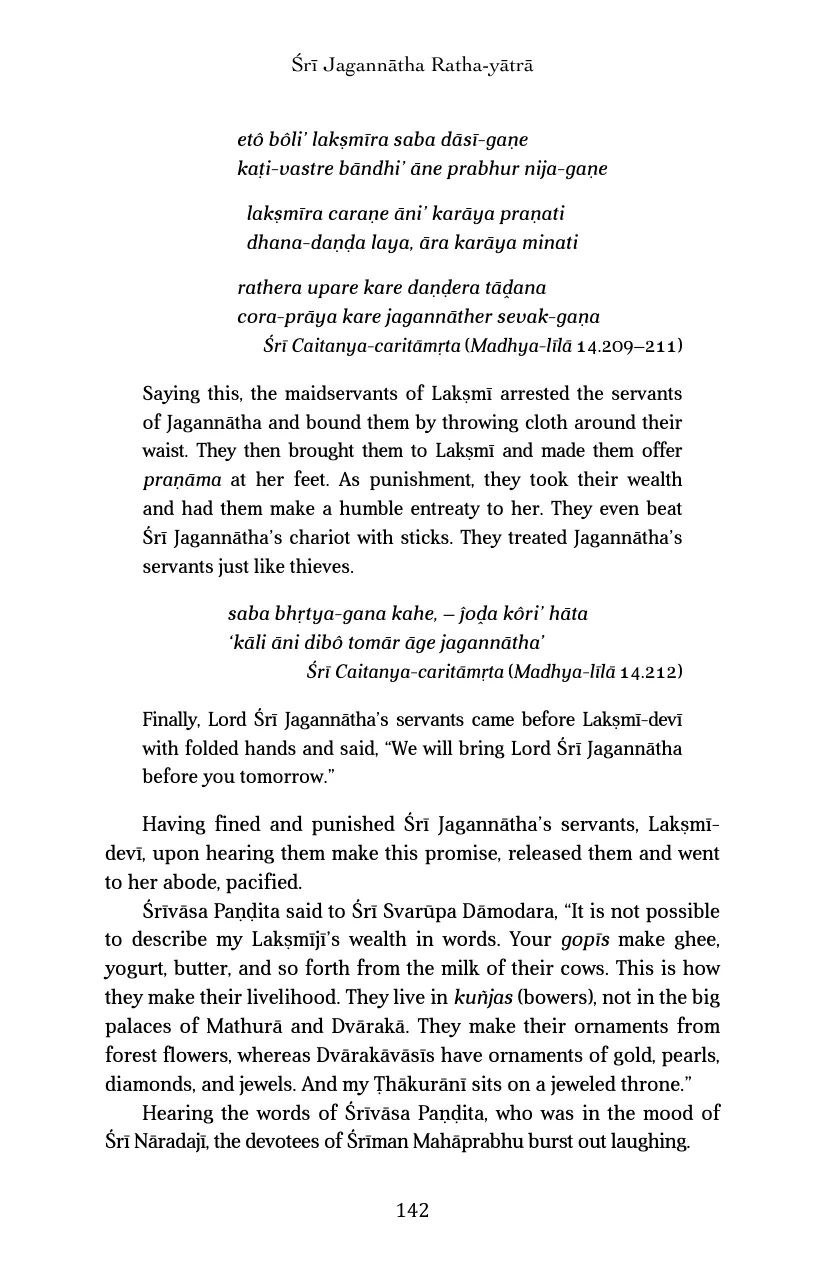 Śrī Jagannātha Ratha-yātrā
etô bôli’ lakṣmīra saba dāsī-gaṇe
kaṭi-vastre bāndhi’ āne prabhur nija-gaṇe
lakṣmīra caraṇe āni’ karāya praṇati
dhana-daṇḍa laya, āra karāya minati
rathera upare kare daṇḍera tāḓana
cora-prāya kare jagannāther sevak-gaṇa
Śrī Caitanya-caritāmṛta (Madhya-līlā 14.209–211)
Saying this, the maidservants of Lakṣmī arrested the servants
of Jagannātha and bound them by throwing cloth around their
waist. They then brought them to Lakṣmī and made them offer
praṇāma at her feet. As punishment, they took their wealth
and had them make a humble entreaty to her. They even beat
Śrī Jagannātha’s chariot with sticks. They treated Jagannātha’s
servants just like thieves.
saba bhṛtya-gana kahe, – ĵoḓa kôri’ hāta
‘kāli āni dibô tomār āge jagannātha’
Śrī Caitanya-caritāmṛta (Madhya-līlā 14.212)
Finally, Lord Śrī Jagannātha’s servants came before Lakṣmī-devī
with folded hands and said, “We will bring Lord Śrī Jagannātha
before you tomorrow.”
Having fined and punished Śrī Jagannātha’s servants, Lakṣmī-
devī, upon hearing them make this promise, released them and went
to her abode, pacified.
Śrīvāsa Paṇḍita said to Śrī Svarūpa Dāmodara, “It is not possible
to describe my Lakṣmījī’s wealth in words. Your gopīs make ghee,
yogurt, butter, and so forth from the milk of their cows. This is how
they make their livelihood. They live in kuñjas (bowers), not in the big
palaces of Mathurā and Dvārakā. They make their ornaments from
forest flowers, whereas Dvārakāvāsīs have ornaments of gold, pearls,
diamonds, and jewels. And my Ṭhākurānī sits on a jeweled throne.”
Hearing the words of Śrīvāsa Paṇḍita, who was in the mood of
Śrī Nāradajī, the devotees of Śrīman Mahāprabhu burst out laughing.
142